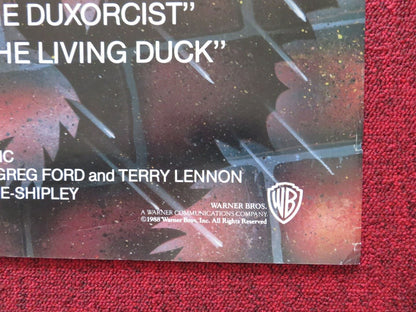 E DUXORCIST”
HE LIVING DUCK”
IC
GREG FORD and TERRY LENNON
E-SHIPLEY
WARNER BROS.
A WARNER COMMUNICATIONS COMPANY
©1988 Warner Bros. Inc. All Rights Reserved
WB